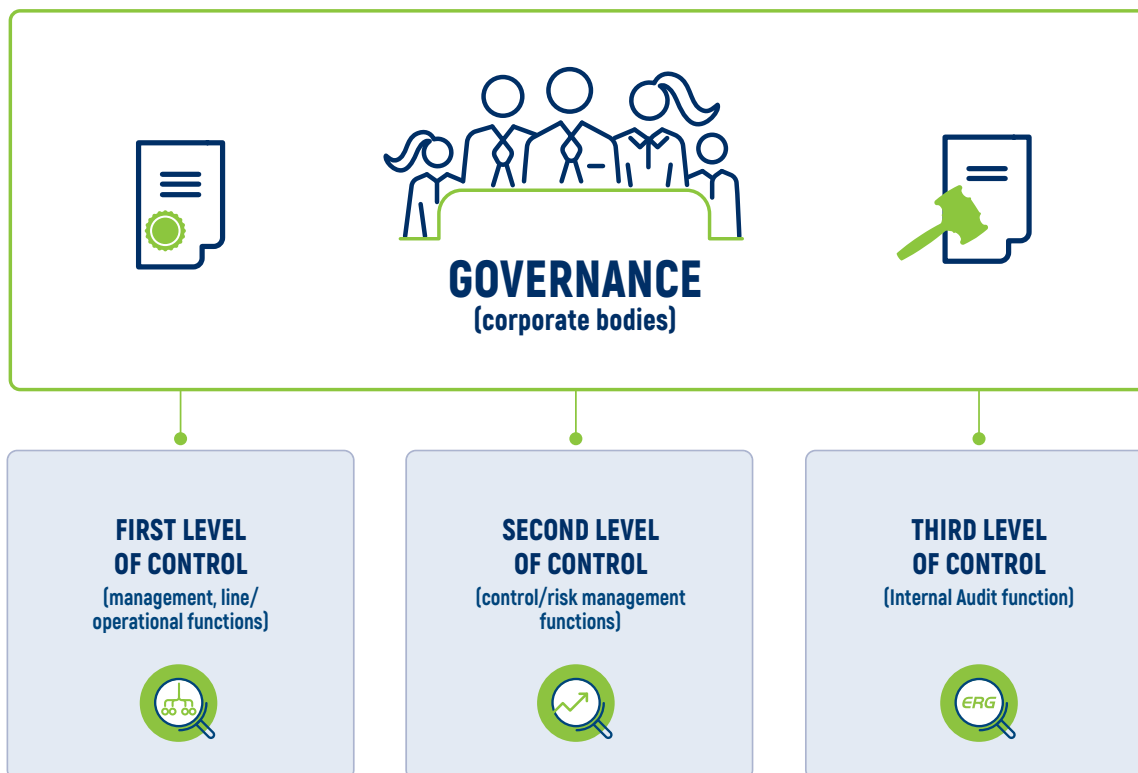 GOVERNANCE
(corporate bodies)
FIRST LEVEL
OF CONTROL
(management, line/
operational functions)
SECOND LEVEL
OF CONTROL
(control/risk management
functions)
THIRD LEVEL
OF CONTROL
(Internal Audit function)
ERG